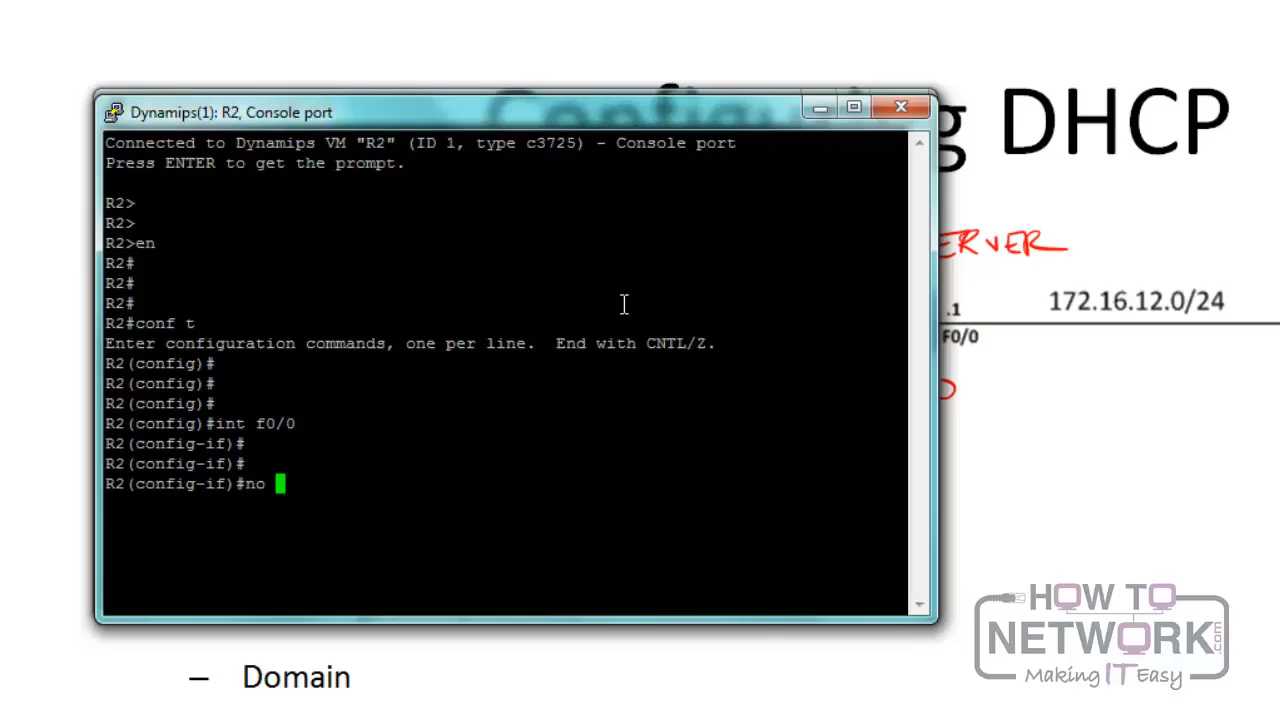 DHCP
Dynamips(1): R2, Console port
Connected to Dynamips VM "R2" (ID 1, type c3725) - Console port
Press ENTER to get the prompt.
R2>
R2>
R2>en
R2#
R2#
R2#
R2#conf t
Enter configuration commands, one per line.  End with CNTL/Z.
R2(config)#
R2(config)#
R2(config)#
R2(config)#int f0/0
R2(config-if)#
R2(config-if)#
R2(config-if)#no
ERVER
.1
172.16.12.0/24
F0/0
– Domain
HOW TO
NETWORK.com
Making IT Easy